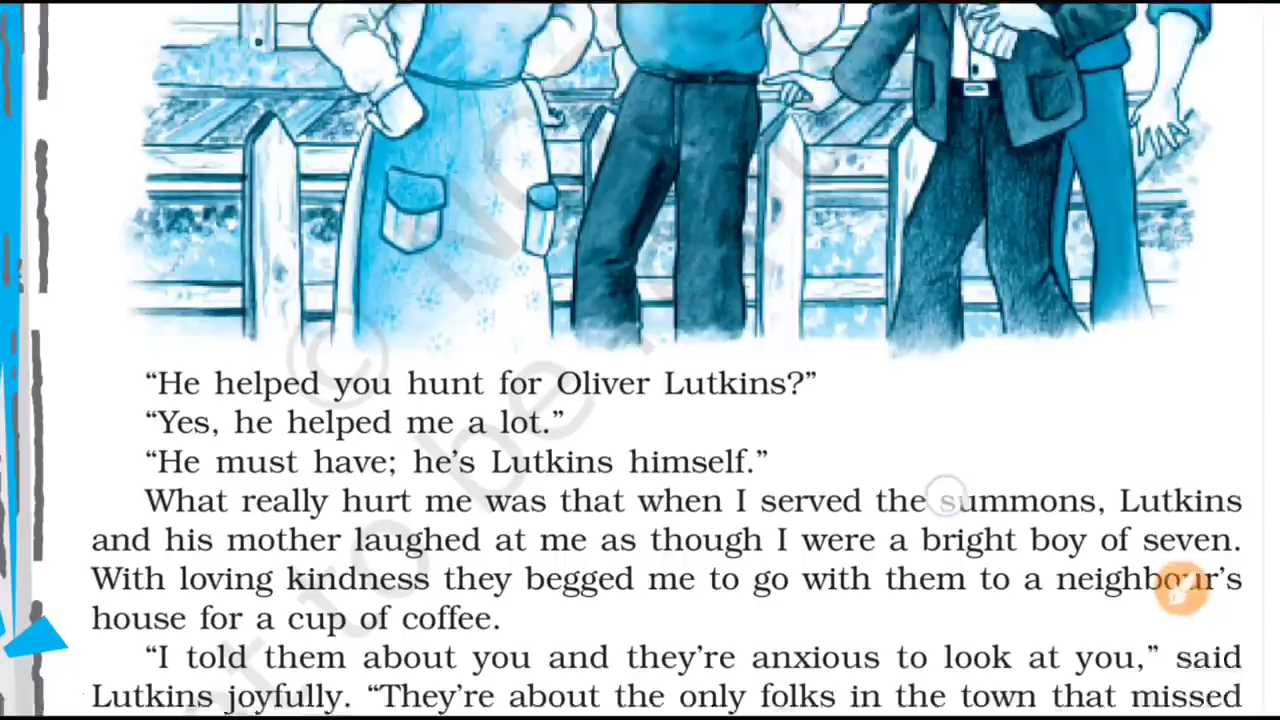 “He helped you hunt for Oliver Lutkins?”
“Yes, he helped me a lot.”
“He must have; he’s Lutkins himself.”
What really hurt me was that when I served the summons, Lutkins
and his mother laughed at me as though I were a bright boy of seven.
With loving kindness they begged me to go with them to a neighbour’s
house for a cup of coffee.
“I told them about you and they’re anxious to look at you,” said
Lutkins joyfully. “They’re about the only folks in the town that missed